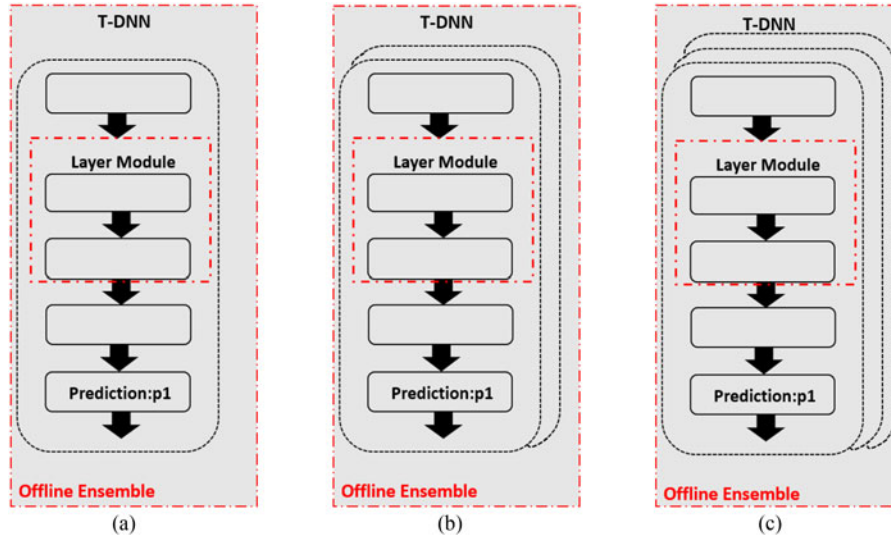 T-DNN
Layer Module
Prediction:p1
Offline Ensemble
(a)
T-DNN
Layer Module
Prediction:p1
Offline Ensemble
(b)
T-DNN
Layer Module
Prediction:p1
Offline Ensemble
(c)